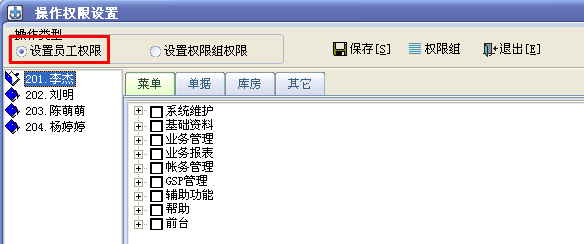 操作权限设置
操作类型
设置员工权限 设置权限组权限 保存[S] 权限组 退出[E]
201.李杰
202.刘明
203.陈萌萌
204.杨婷婷
菜单 单据 库房 其它
系统维护
基础资料
业务管理
业务报表
帐务管理
GSP管理
辅助功能
帮助
前台